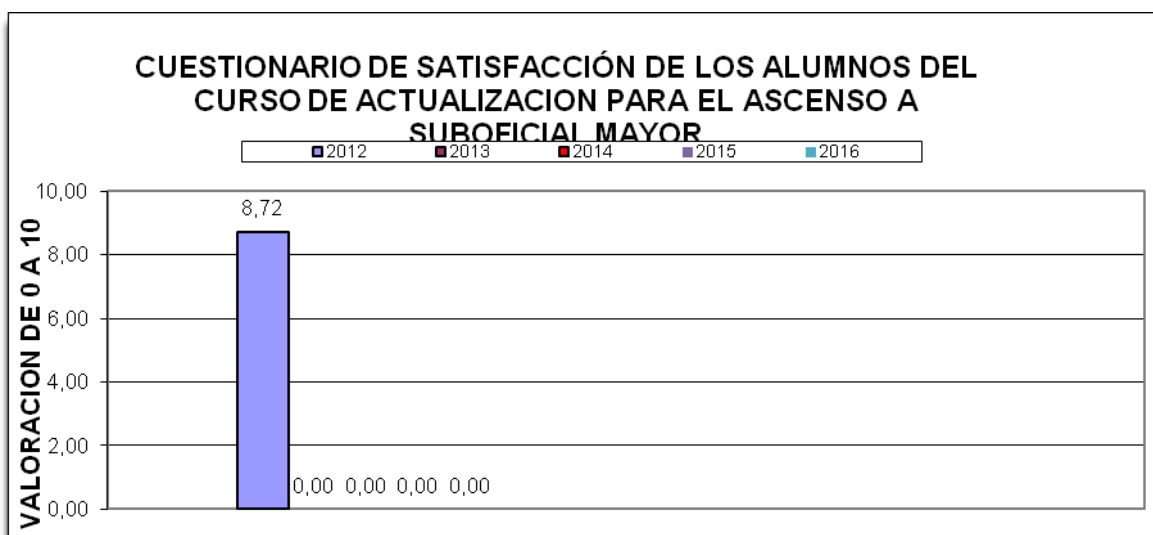 CUESTIONARIO DE SATISFACCIÓN DE LOS ALUMNOS DEL
CURSO DE ACTUALIZACION PARA EL ASCENSO A
SUBOFICIAL MAYOR
2012 2013 2014 2015 2016
VALORACION DE 0 A 10
10,00
8,00
6,00
4,00
2,00
0,00
8,72
0,00 0,00 0,00 0,00